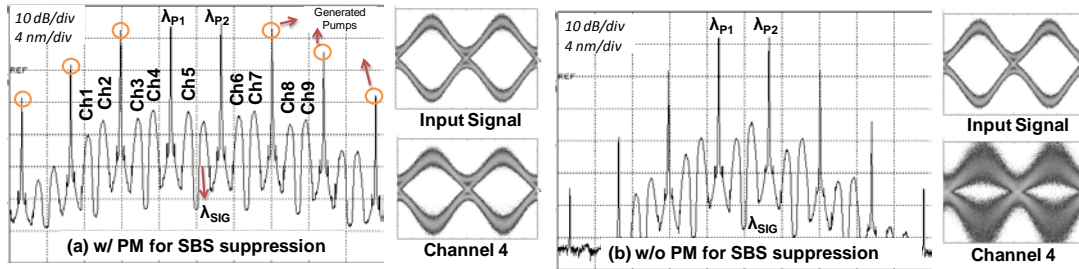 10 dB/div
4 nm/div
λP1
λP2
Generated
Pumps
REF
Ch1
Ch2
Ch3
Ch4
Ch5
Ch6
Ch7
Ch8
Ch9
λSIG
(a) w/ PM for SBS suppression
Input Signal
Channel 4
10 dB/div
4 nm/div
λP1
λP2
REF
λSIG
(b) w/o PM for SBS suppression
Input Signal
Channel 4